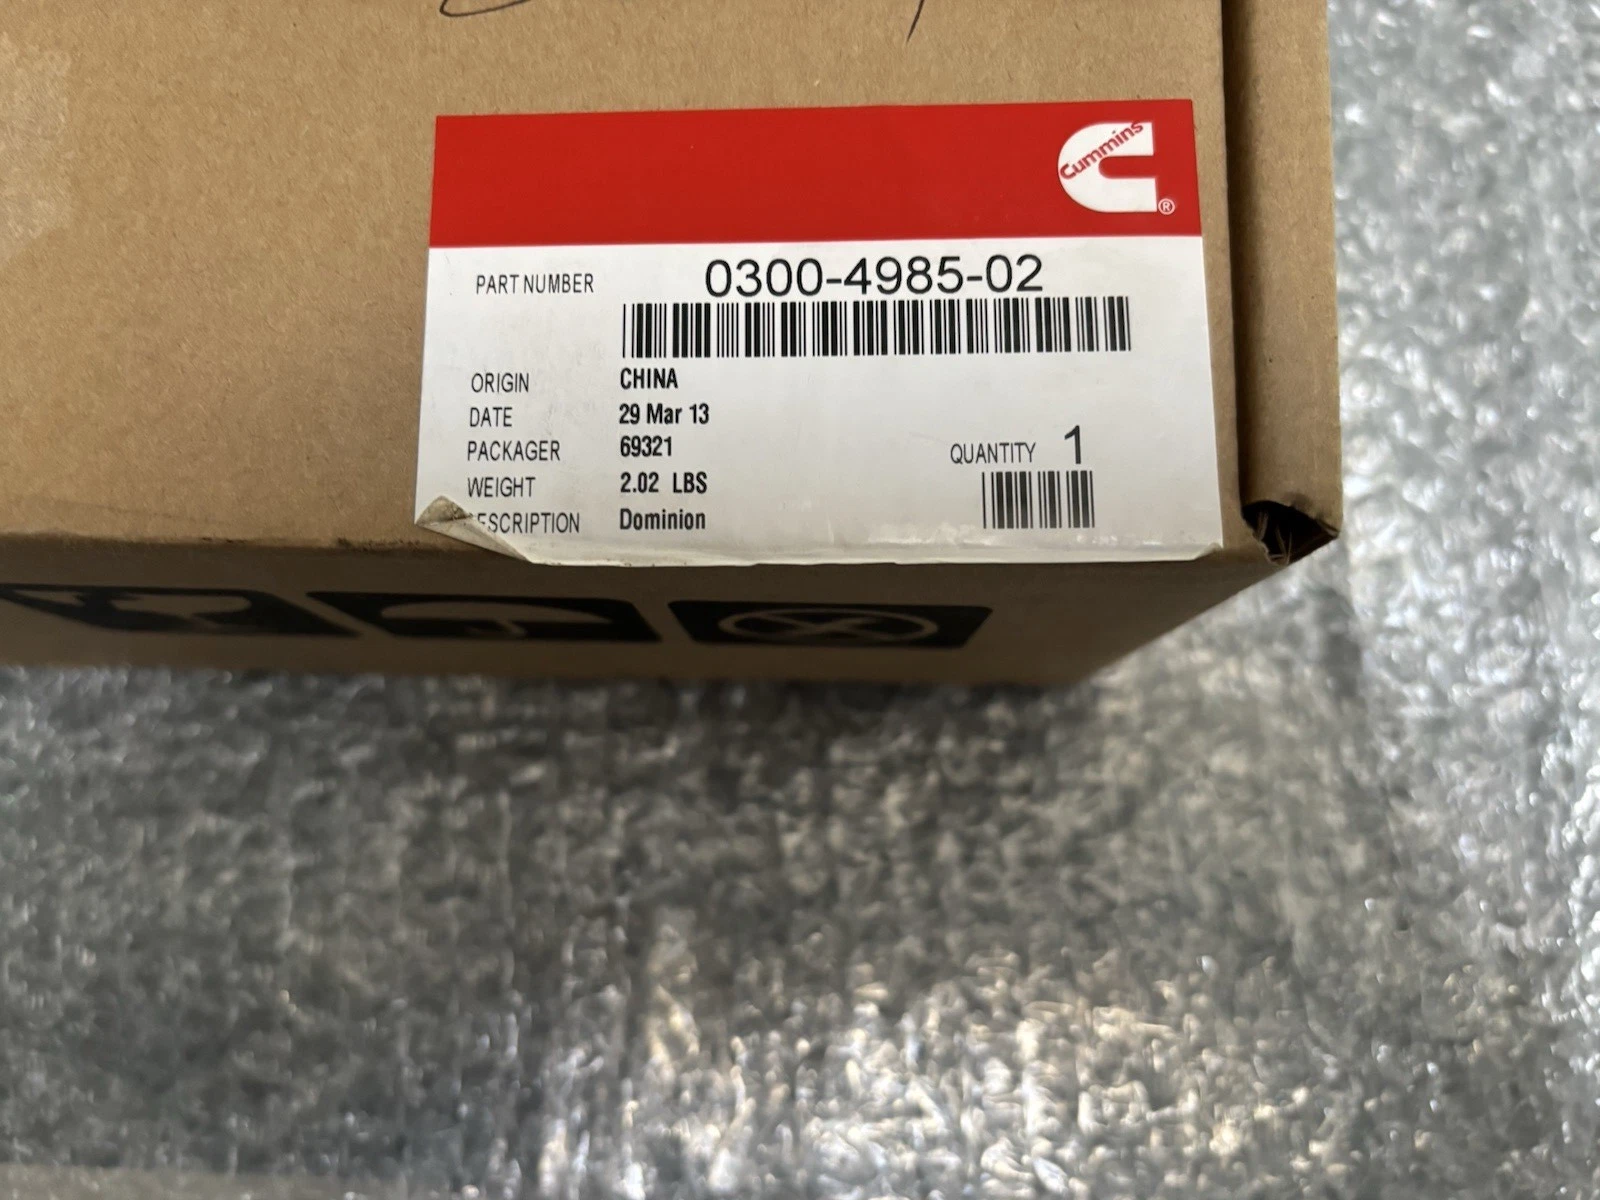 Cummins
®
PART NUMBER 0300-4985-02
ORIGIN CHINA
DATE 29 Mar 13
PACKAGER 69321
QUANTITY 1
WEIGHT 2.02 LBS
ESCRIPTION Dominion